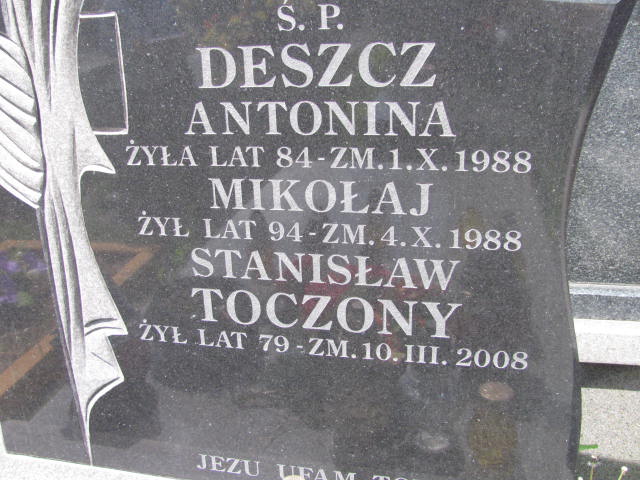 Ś. P.
DESZCZ
ANTONINA
ŻYŁA LAT 84 - ZM. 1. X. 1988
MIKOŁAJ
ŻYŁ LAT 94 - ZM. 4. X. 1988
STANISŁAW
TOCZONY
ŻYŁ LAT 79 - ZM. 10. III. 2008
JEZU UFAM